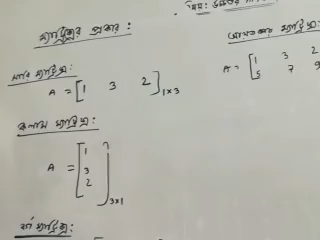 বিষয়:
ম্যাট্রিক্সের প্রকার:
সারি ম্যাট্রিক্স:
A = [1 3 2]1×3
কলাম ম্যাট্রিক্স:
A = [1
3
2]3×1
বর্গ ম্যাট্রিক্স:
আয়তাকার ম্যাট্রিক্স:
A = [1 3 2
5 7 9